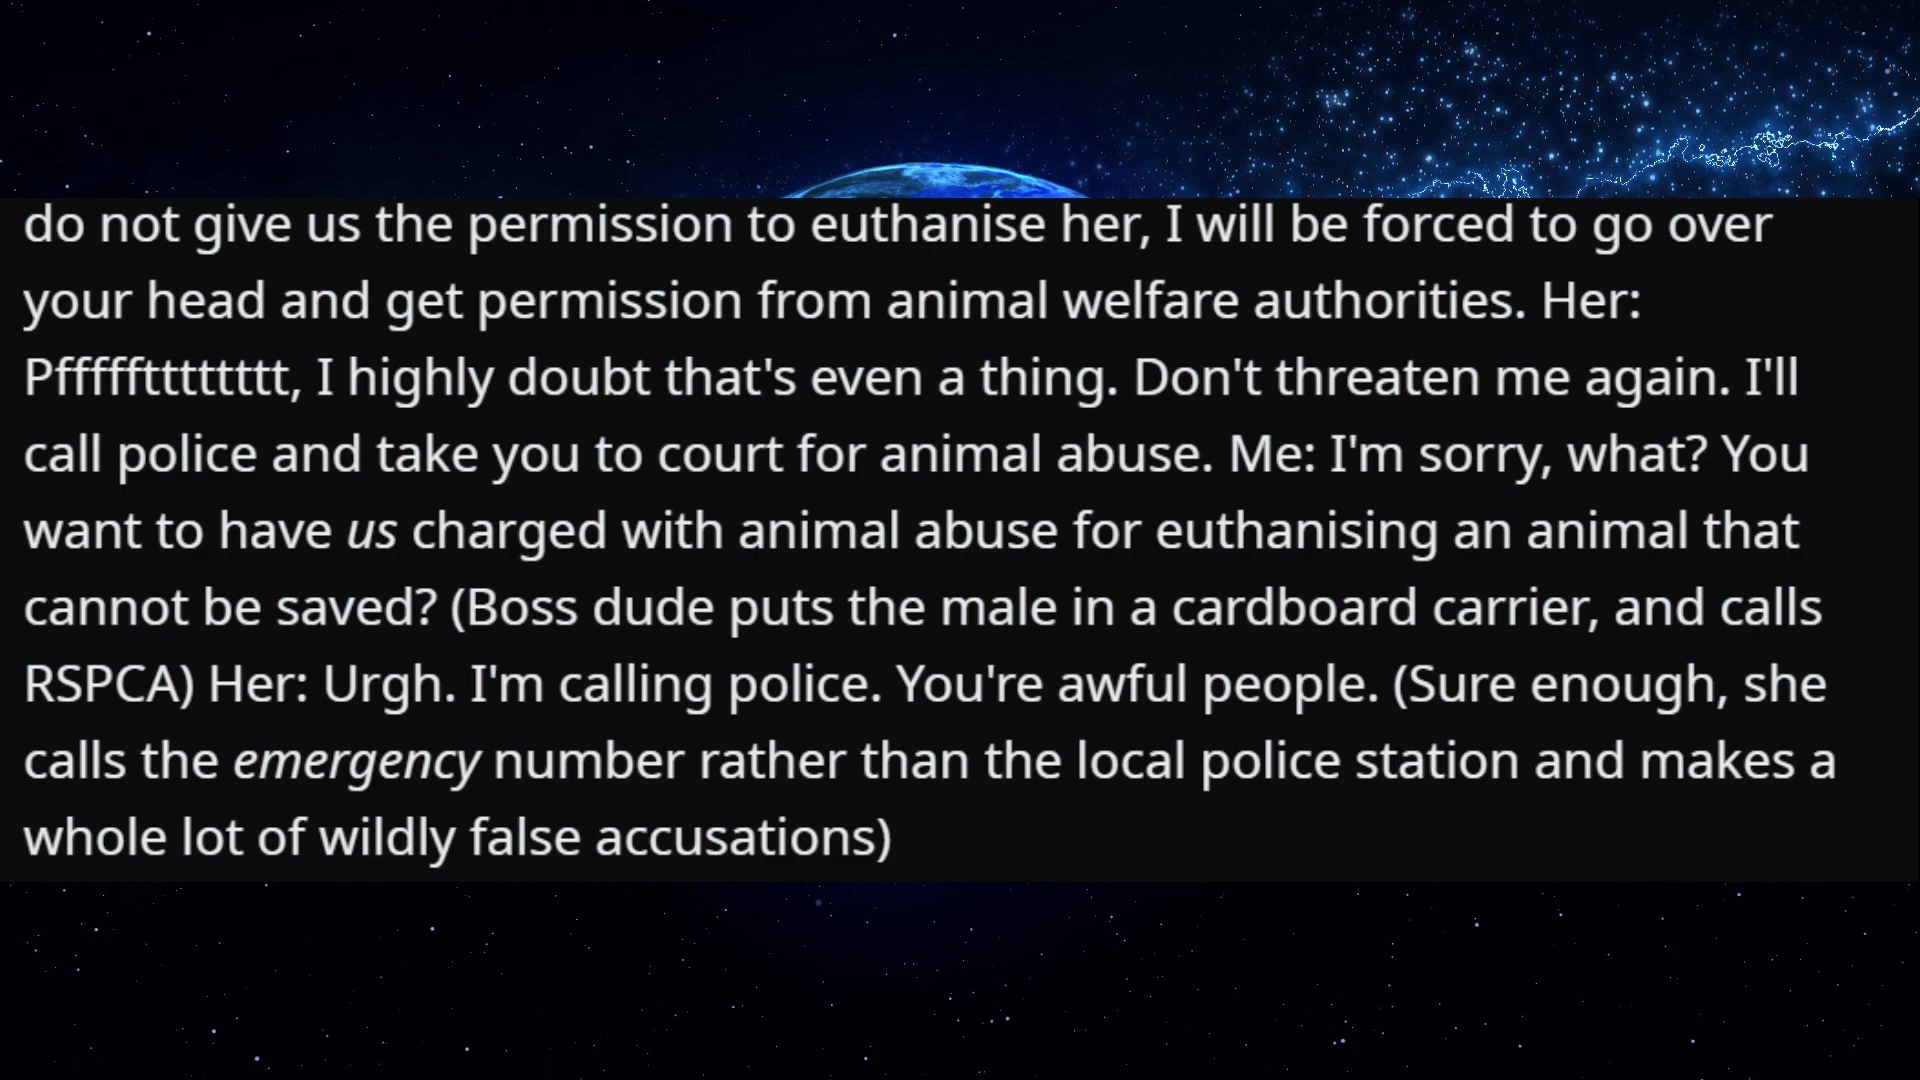 do not give us the permission to euthanise her, I will be forced to go over
your head and get permission from animal welfare authorities. Her:
Pffffffttttttttt, I highly doubt that's even a thing. Don't threaten me again. I'll
call police and take you to court for animal abuse. Me: I'm sorry, what? You
want to have us charged with animal abuse for euthanising an animal that
cannot be saved? (Boss dude puts the male in a cardboard carrier, and calls
RSPCA) Her: Urgh. I'm calling police. You're awful people. (Sure enough, she
calls the emergency number rather than the local police station and makes a
whole lot of wildly false accusations)